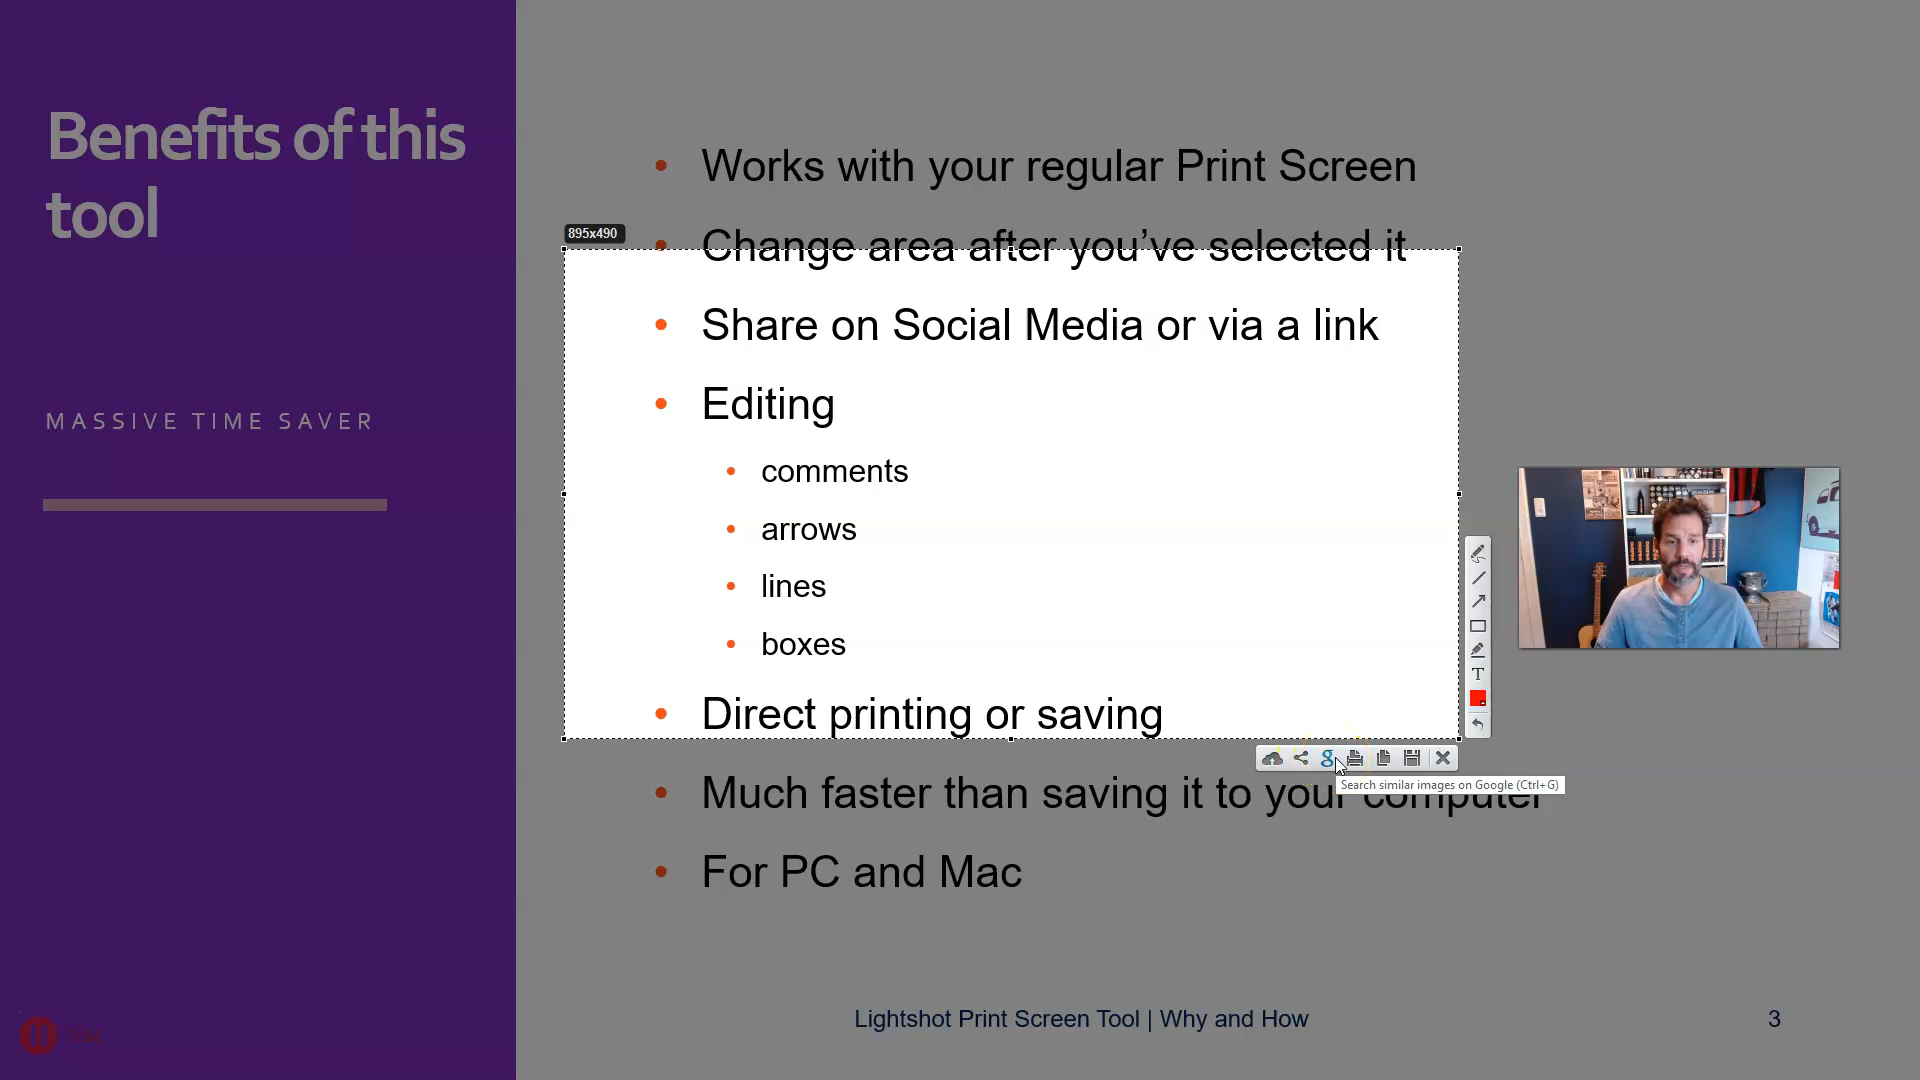 Benefits of this
tool
MASSIVE TIME SAVER
• Works with your regular Print Screen
895x490
• Change area after you’ve selected it
• Share on Social Media or via a link
• Editing
• comments
• arrows
• lines
• boxes
• Direct printing or saving
T
g
Search similar images on Google (Ctrl+G)
• Much faster than saving it to your computer
• For PC and Mac
Lightshot Print Screen Tool | Why and How
3